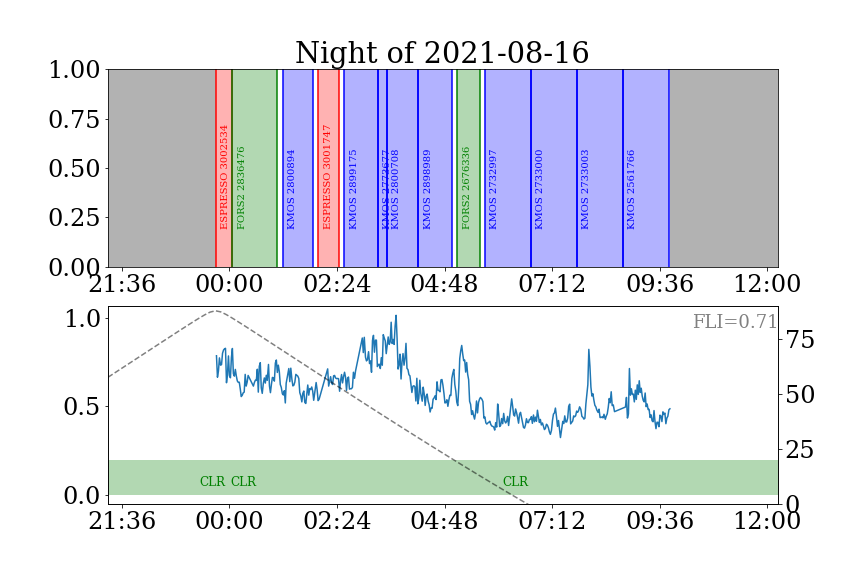 Night of 2021-08-16
1.00
0.75
0.50
0.25
0.00
ESPRESSO 3002534
FORS2 2836476
KMOS 2800894
ESPRESSO 3001747
KMOS 2899175
KMOS 2773677
KMOS 2800708
KMOS 2898989
FORS2 2676336
KMOS 2732997
KMOS 2733000
KMOS 2733003
KMOS 2561766
21:36 00:00 02:24 04:48 07:12 09:36 12:00
FLI=0.71
1.0
0.5
0.0
75
50
25
0
CLR CLR CLR
21:36 00:00 02:24 04:48 07:12 09:36 12:00